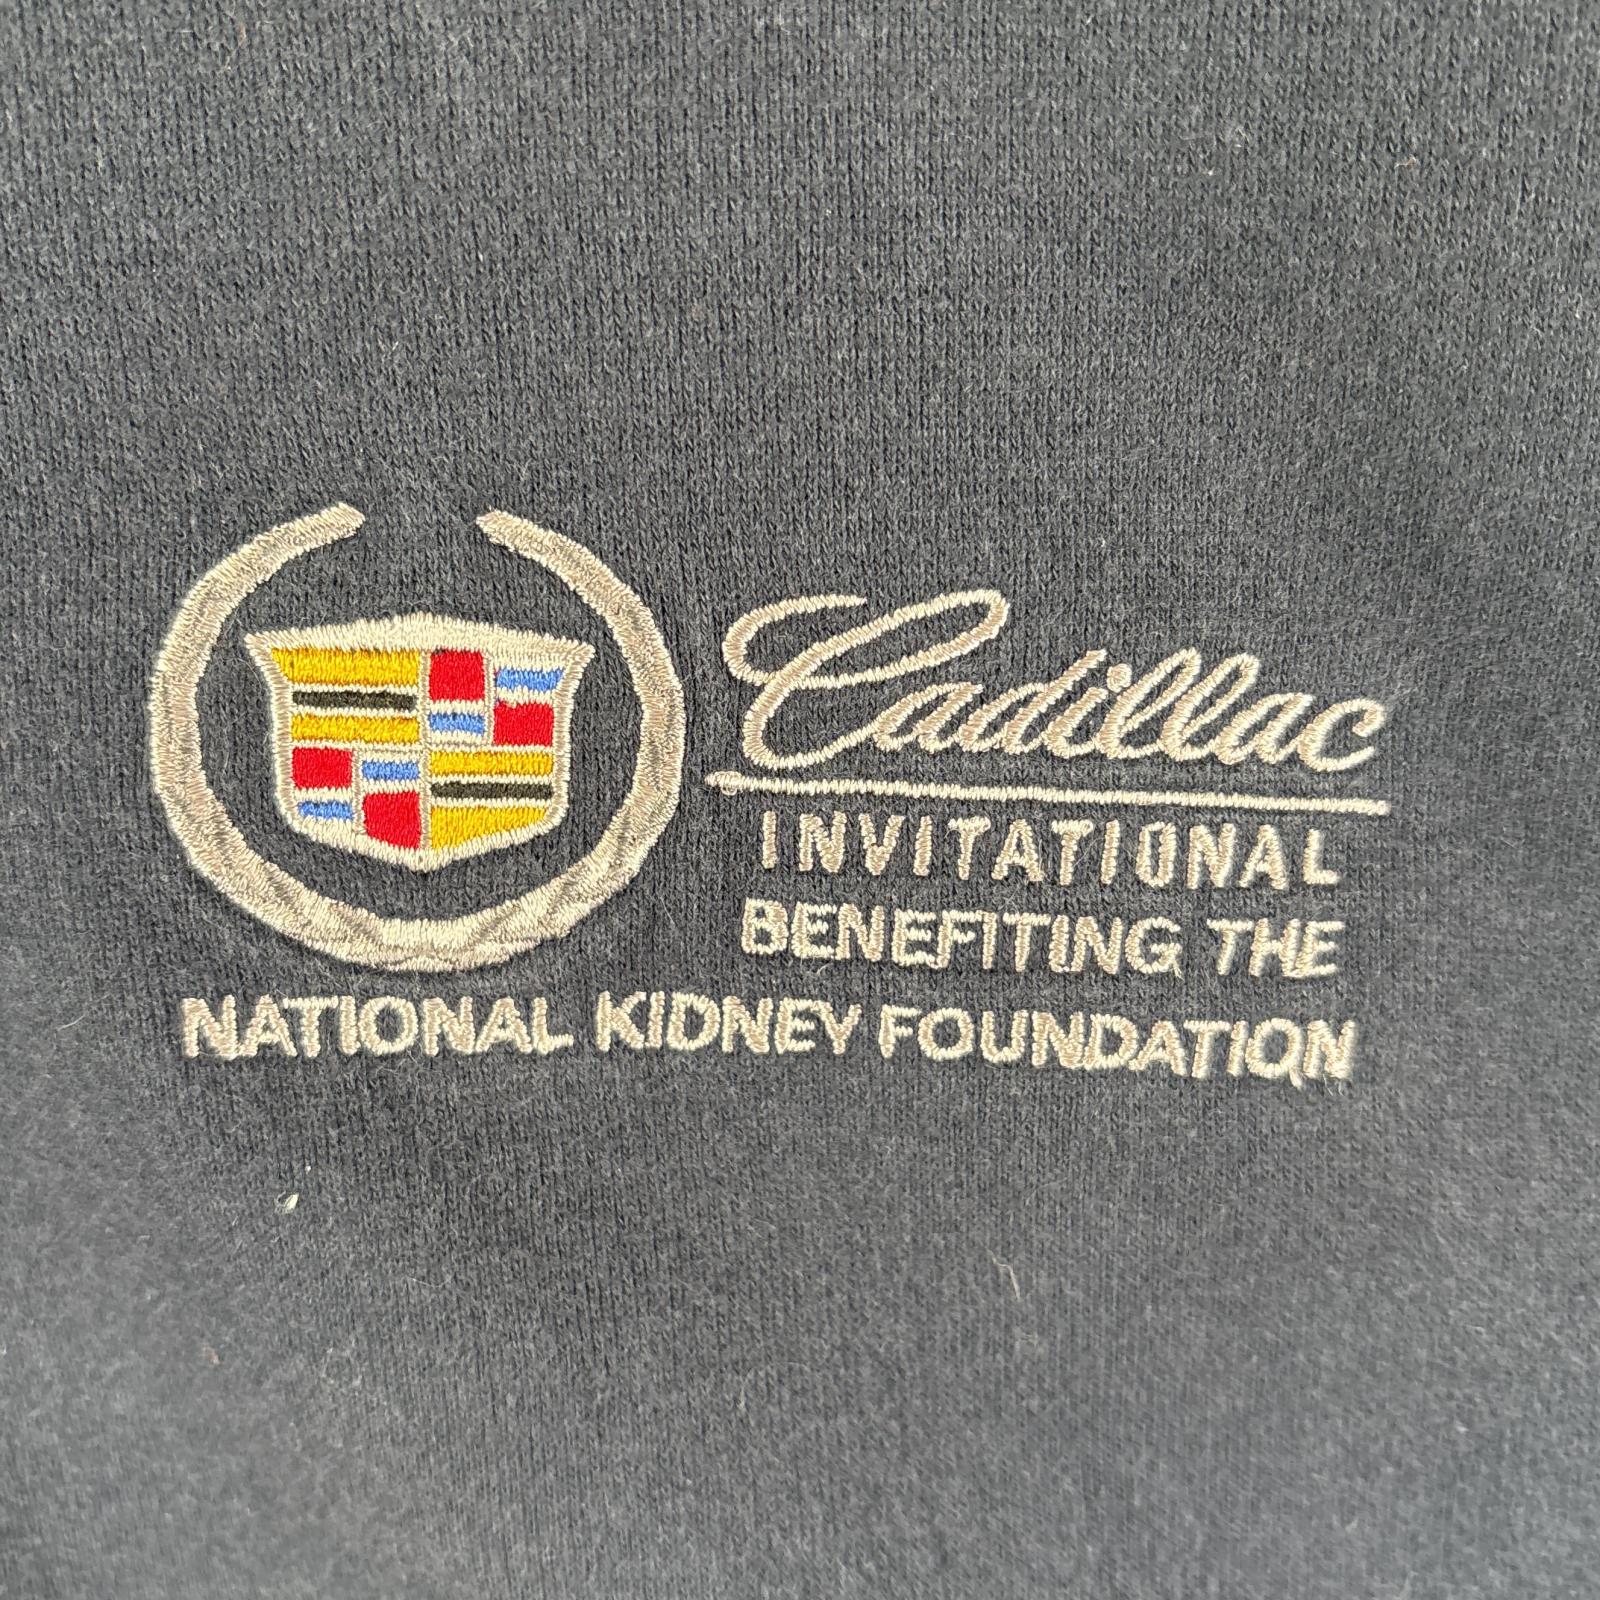 Cadillac
INVITATIONAL
BENEFITING THE
NATIONAL KIDNEY FOUNDATION